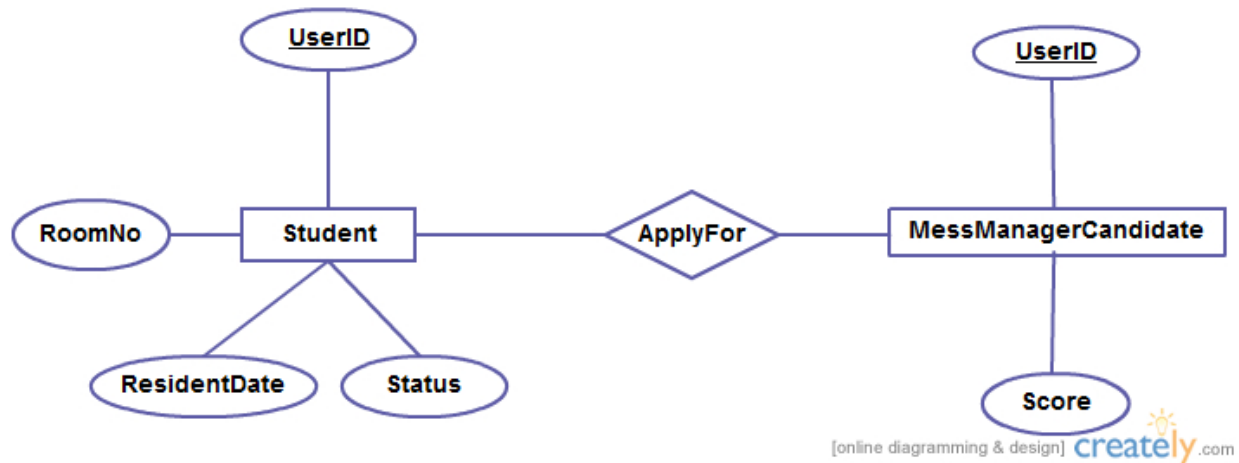 UserID
UserID
RoomNo
Student
ApplyFor
MessManagerCandidate
ResidentDate
Status
Score
[online diagramming & design] creately.com